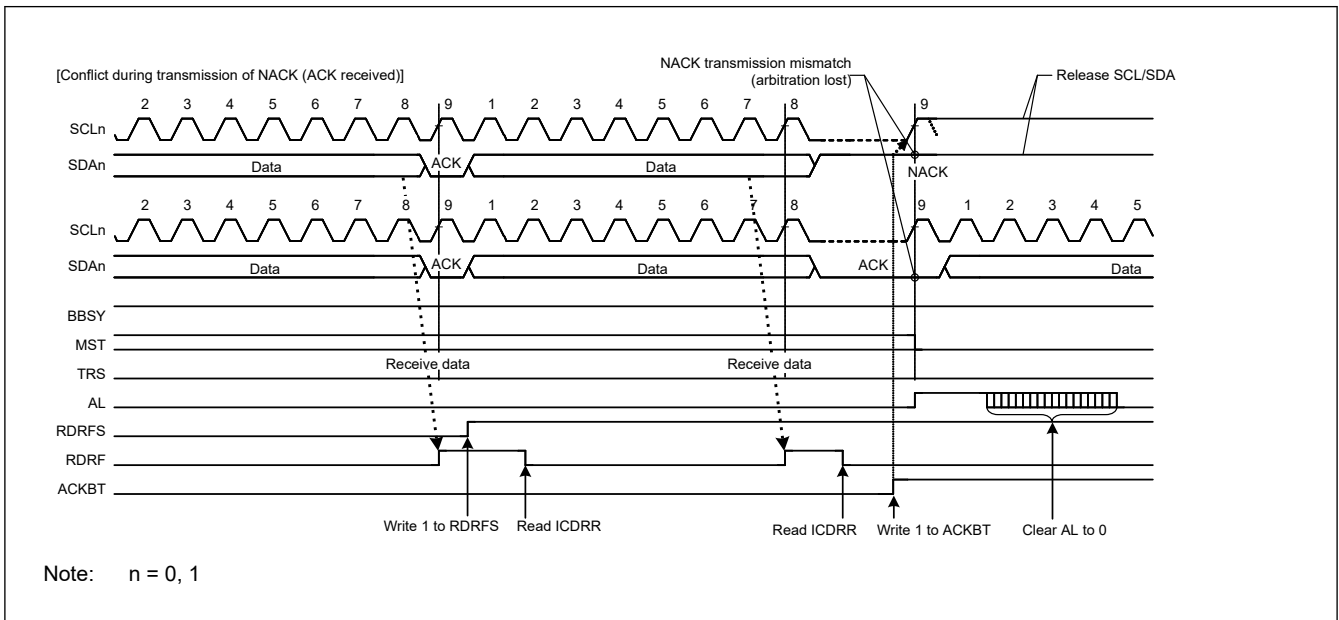 [Conflict during transmission of NACK (ACK received)]
NACK transmission mismatch
(arbitration lost)
Release SCL/SDA
2 3 4 5 6 7 8 9 1 2 3 4 5 6 7 8 9
SCLn
SDAn Data ACK Data NACK
2 3 4 5 6 7 8 9 1 2 3 4 5 6 7 8 9 1 2 3 4 5
SCLn
SDAn Data ACK Data ACK Data
BBSY
MST
Receive data Receive data
TRS
AL
RDRFS
RDRF
ACKBT
Write 1 to RDRFS Read ICDRR Read ICDRR Write 1 to ACKBT Clear AL to 0
Note: n = 0, 1